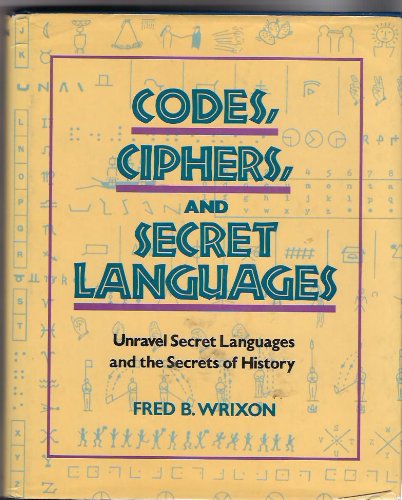 CODES,
CIPHERS,
AND
SECRET
LANGUAGES
Unravel Secret Languages
and the Secrets of History
FRED B. WRIXON